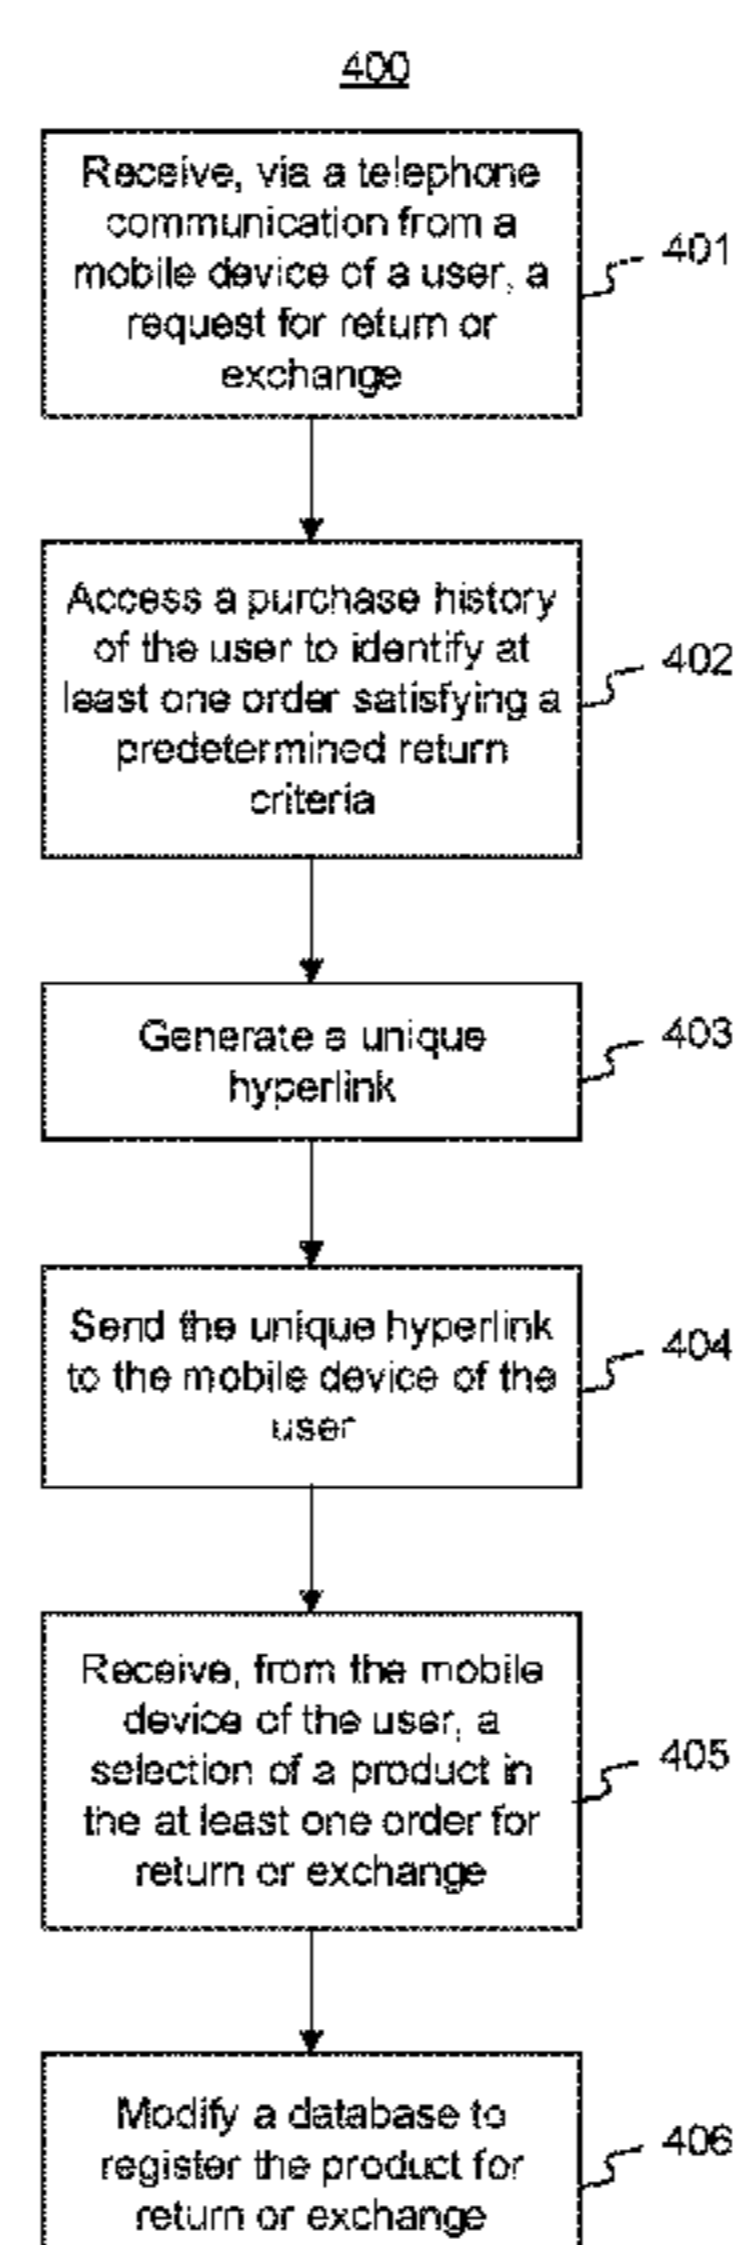 400
Receive, via a telephone
communication from a
mobile device of a user, a
request for return or
exchange
401
Access a purchase history
of the user to identify at
least one order satisfying a
predetermined return
criteria
402
Generate a unique
hyperlink
403
Send the unique hyperlink
to the mobile device of the
user
404
Receive, from the mobile
device of the user, a
selection of a product in
the at least one order for
return or exchange
405
Modify a database to
register the product for
return or exchange
406